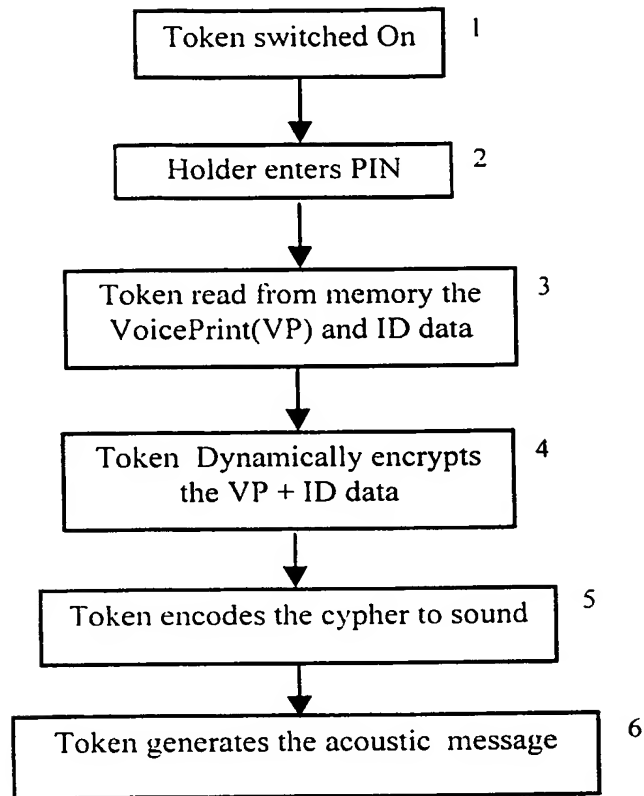 Token switched On
1
Holder enters PIN
2
Token read from memory the
VoicePrint(VP) and ID data
3
Token Dynamically encrypts
the VP + ID data
4
Token encodes the cypher to sound
5
Token generates the acoustic message
6